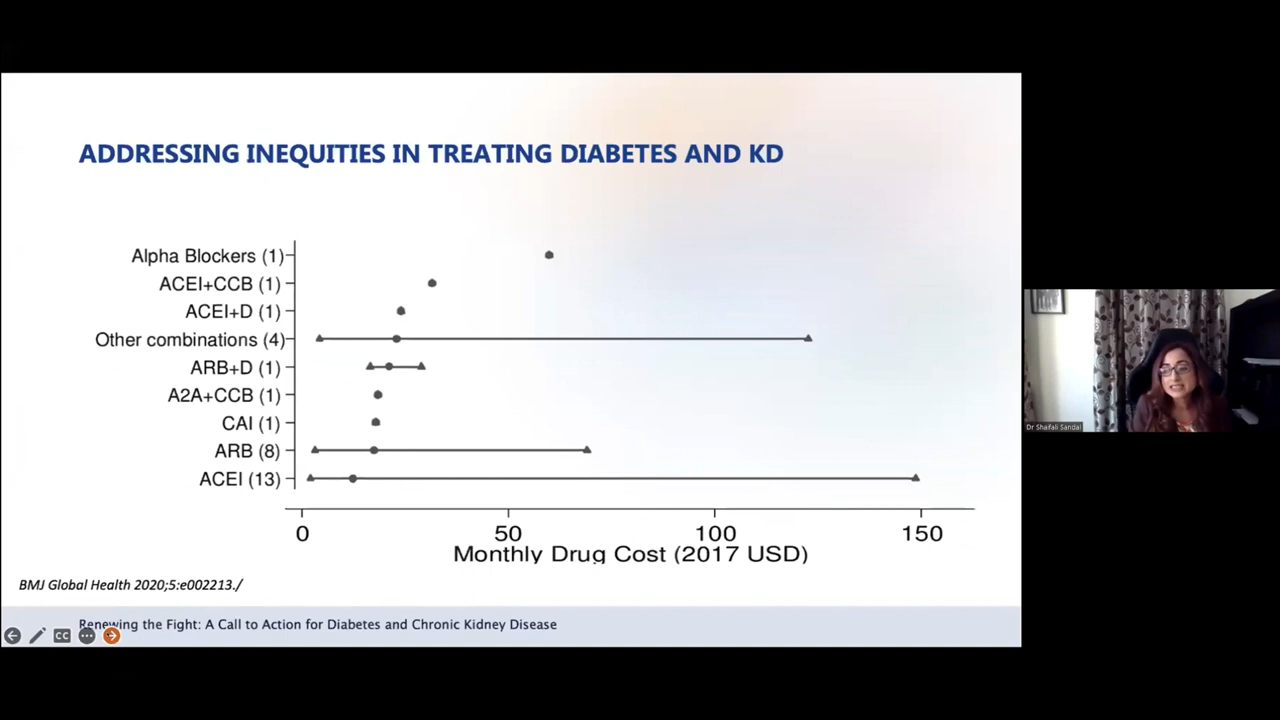 ADDRESSING INEQUITIES IN TREATING DIABETES AND KD
Alpha Blockers (1)
ACEI+CCB (1)
ACEI+D (1)
Other combinations (4)
ARB+D (1)
A2A+CCB (1)
CAI (1)
ARB (8)
ACEI (13)
0 50 100 150
Monthly Drug Cost (2017 USD)
BMJ Global Health 2020;5:e002213./
Renewing the Fight: A Call to Action for Diabetes and Chronic Kidney Disease
CC
Dr Shaifali Sandal